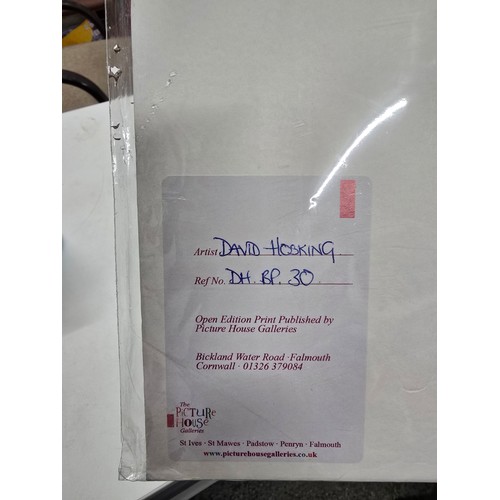 Artist DAVID HOSKING
Ref No. DH. BP. 30
Open Edition Print Published by
Picture House Galleries
Bickland Water Road · Falmouth
Cornwall · 01326 379084
The
PICTURE
HOUSE
Galleries
St Ives · St Mawes · Padstow · Penryn · Falmouth
www.picturehousegalleries.co.uk